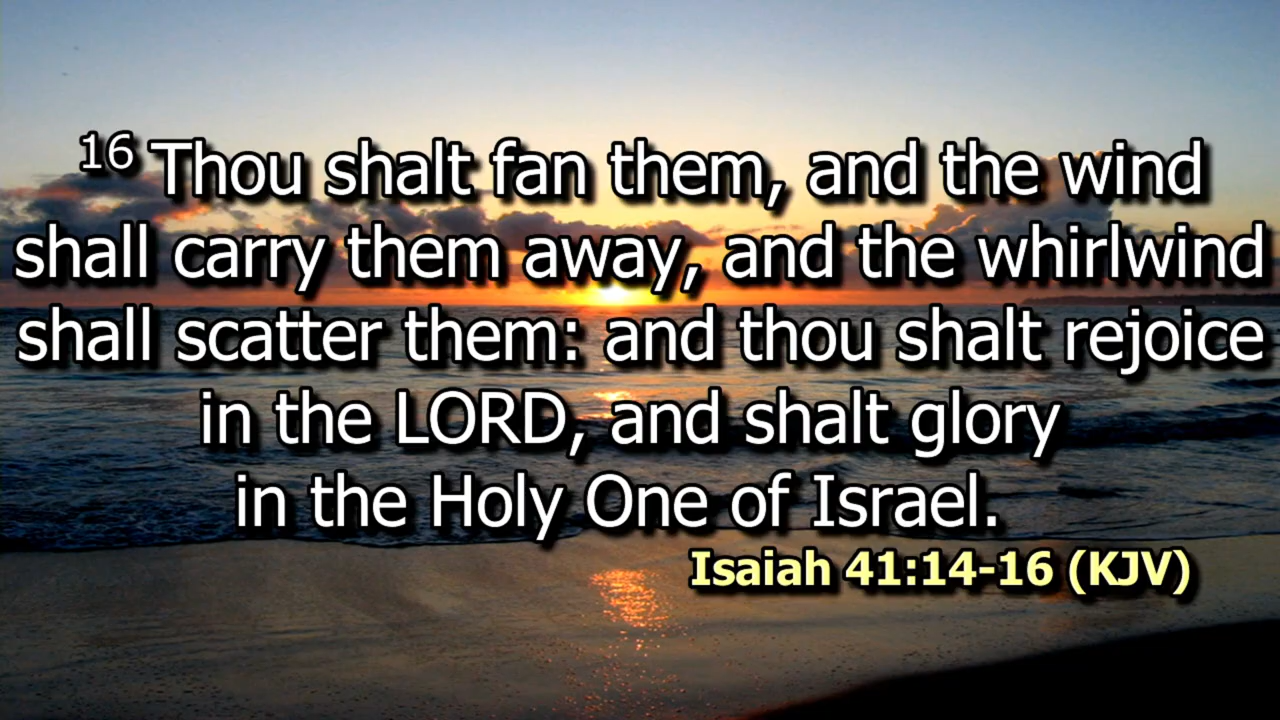 16 Thou shalt fan them, and the wind
shall carry them away, and the whirlwind
shall scatter them: and thou shalt rejoice
in the LORD, and shalt glory
in the Holy One of Israel.
Isaiah 41:14-16 (KJV)